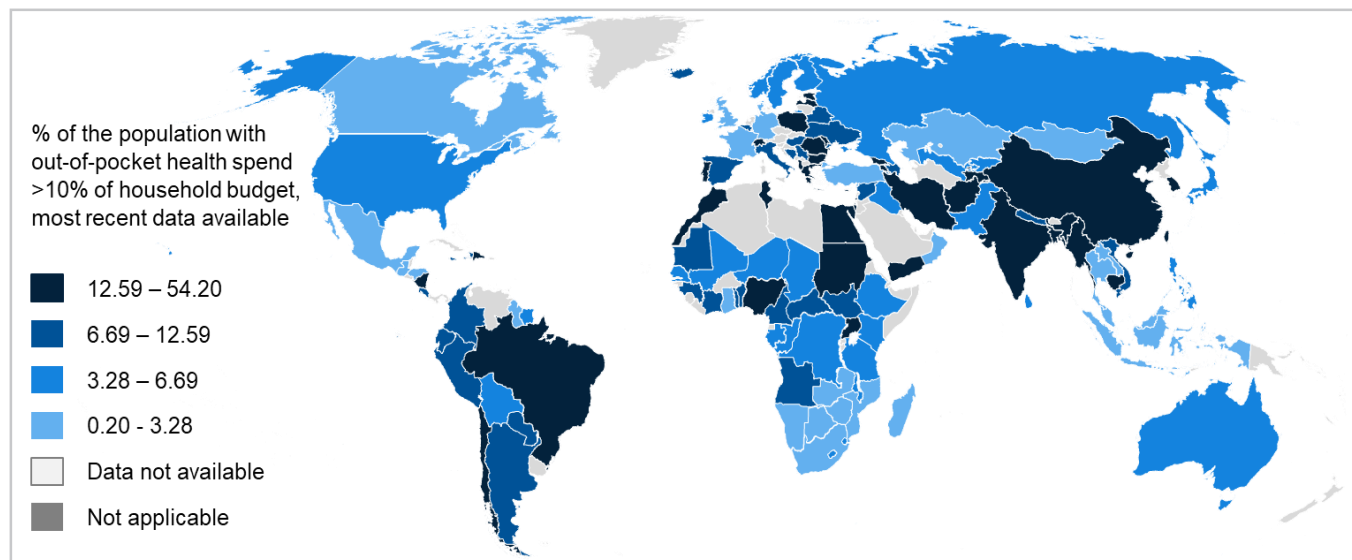 % of the population with
out-of-pocket health spend
>10% of household budget,
most recent data available
12.59 – 54.20
6.69 – 12.59
3.28 – 6.69
0.20 - 3.28
Data not available
Not applicable